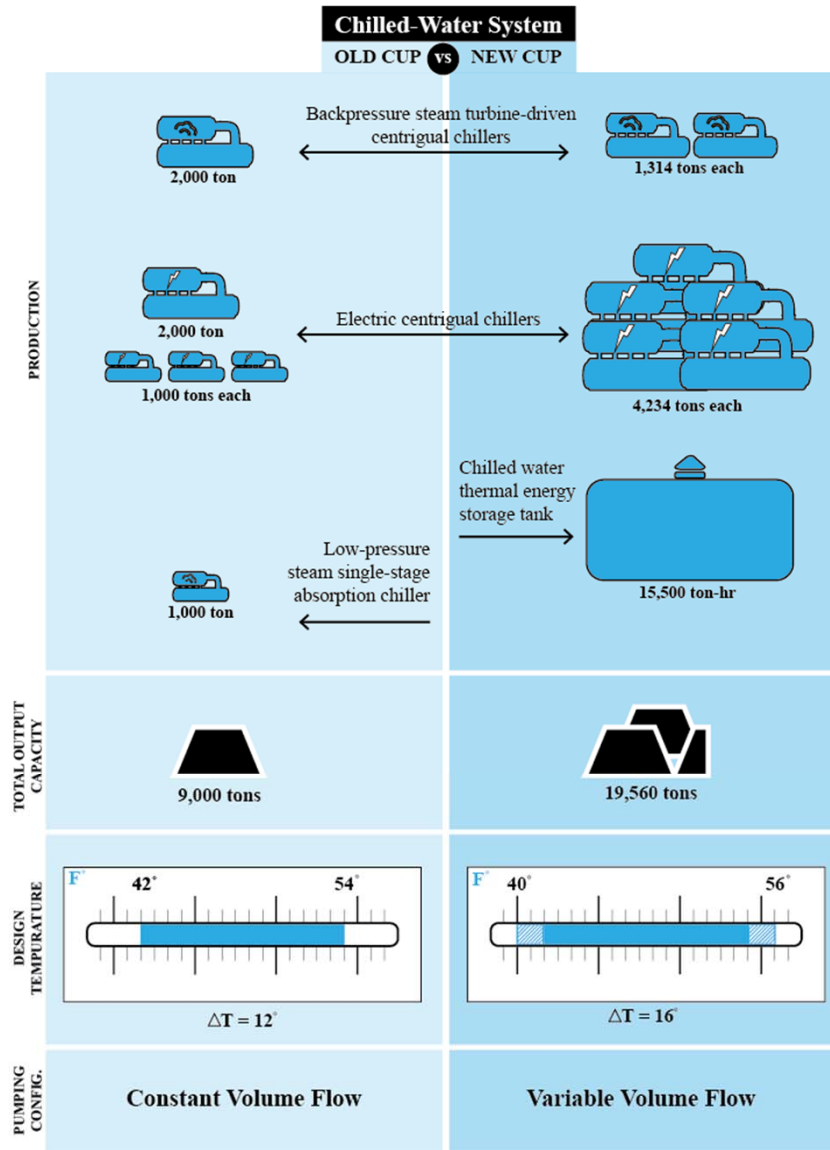 Chilled-Water System
OLD CUP vs NEW CUP
PRODUCTION
Backpressure steam turbine-driven
centrigual chillers
2,000 ton
1,314 tons each
2,000 ton
Electric centrigual chillers
1,000 tons each
4,234 tons each
Chilled water
thermal energy
storage tank
Low-pressure
steam single-stage
absorption chiller
1,000 ton
15,500 ton-hr
TOTAL OUTPUT
CAPACITY
9,000 tons
19,560 tons
DESIGN
TEMPURATURE
F°
42°
54°
△T = 12°
F°
40°
56°
△T = 16°
PUMPING
CONFIG.
Constant Volume Flow
Variable Volume Flow